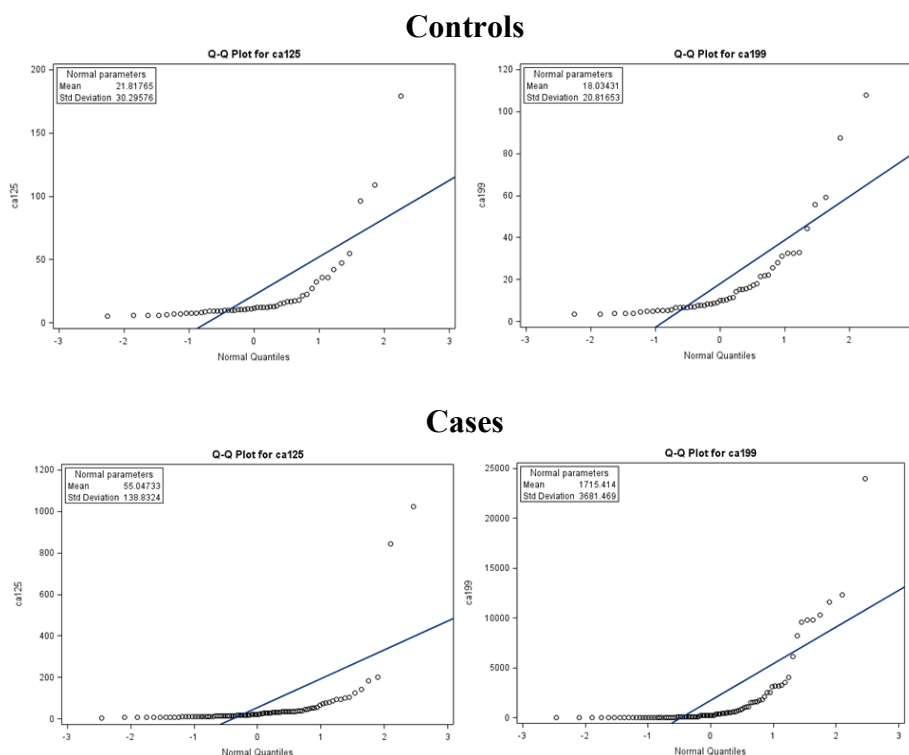 Controls
Q-Q Plot for ca125
Normal parameters
Mean 21.81765
Std Deviation 30.29576
200
150
100
50
0
ca125
-3 -2 -1 0 1 2 3
Normal Quantiles
Q-Q Plot for ca199
Normal parameters
Mean 18.03431
Std Deviation 20.81653
120
100
80
60
40
20
0
ca199
-3 -2 -1 0 1 2
Normal Quantiles
Cases
Q-Q Plot for ca125
Normal parameters
Mean 55.04733
Std Deviation 138.8324
1200
1000
800
600
400
200
0
ca125
-3 -2 -1 0 1 2 3
Normal Quantiles
Q-Q Plot for ca199
Normal parameters
Mean 1715.414
Std Deviation 3681.469
25000
20000
15000
10000
5000
0
ca199
-3 -2 -1 0 1 2 3
Normal Quantiles